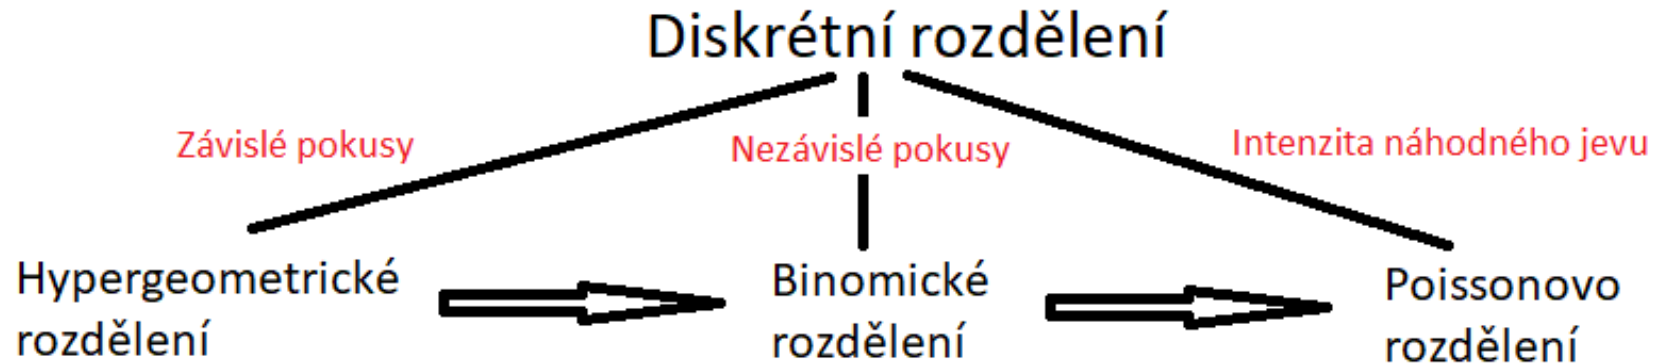 Diskrétní rozdělení
Závislé pokusy
Nezávislé pokusy
Intenzita náhodného jevu
Hypergeometrické
rozdělení
Binomické
rozdělení
Poissonovo
rozdělení